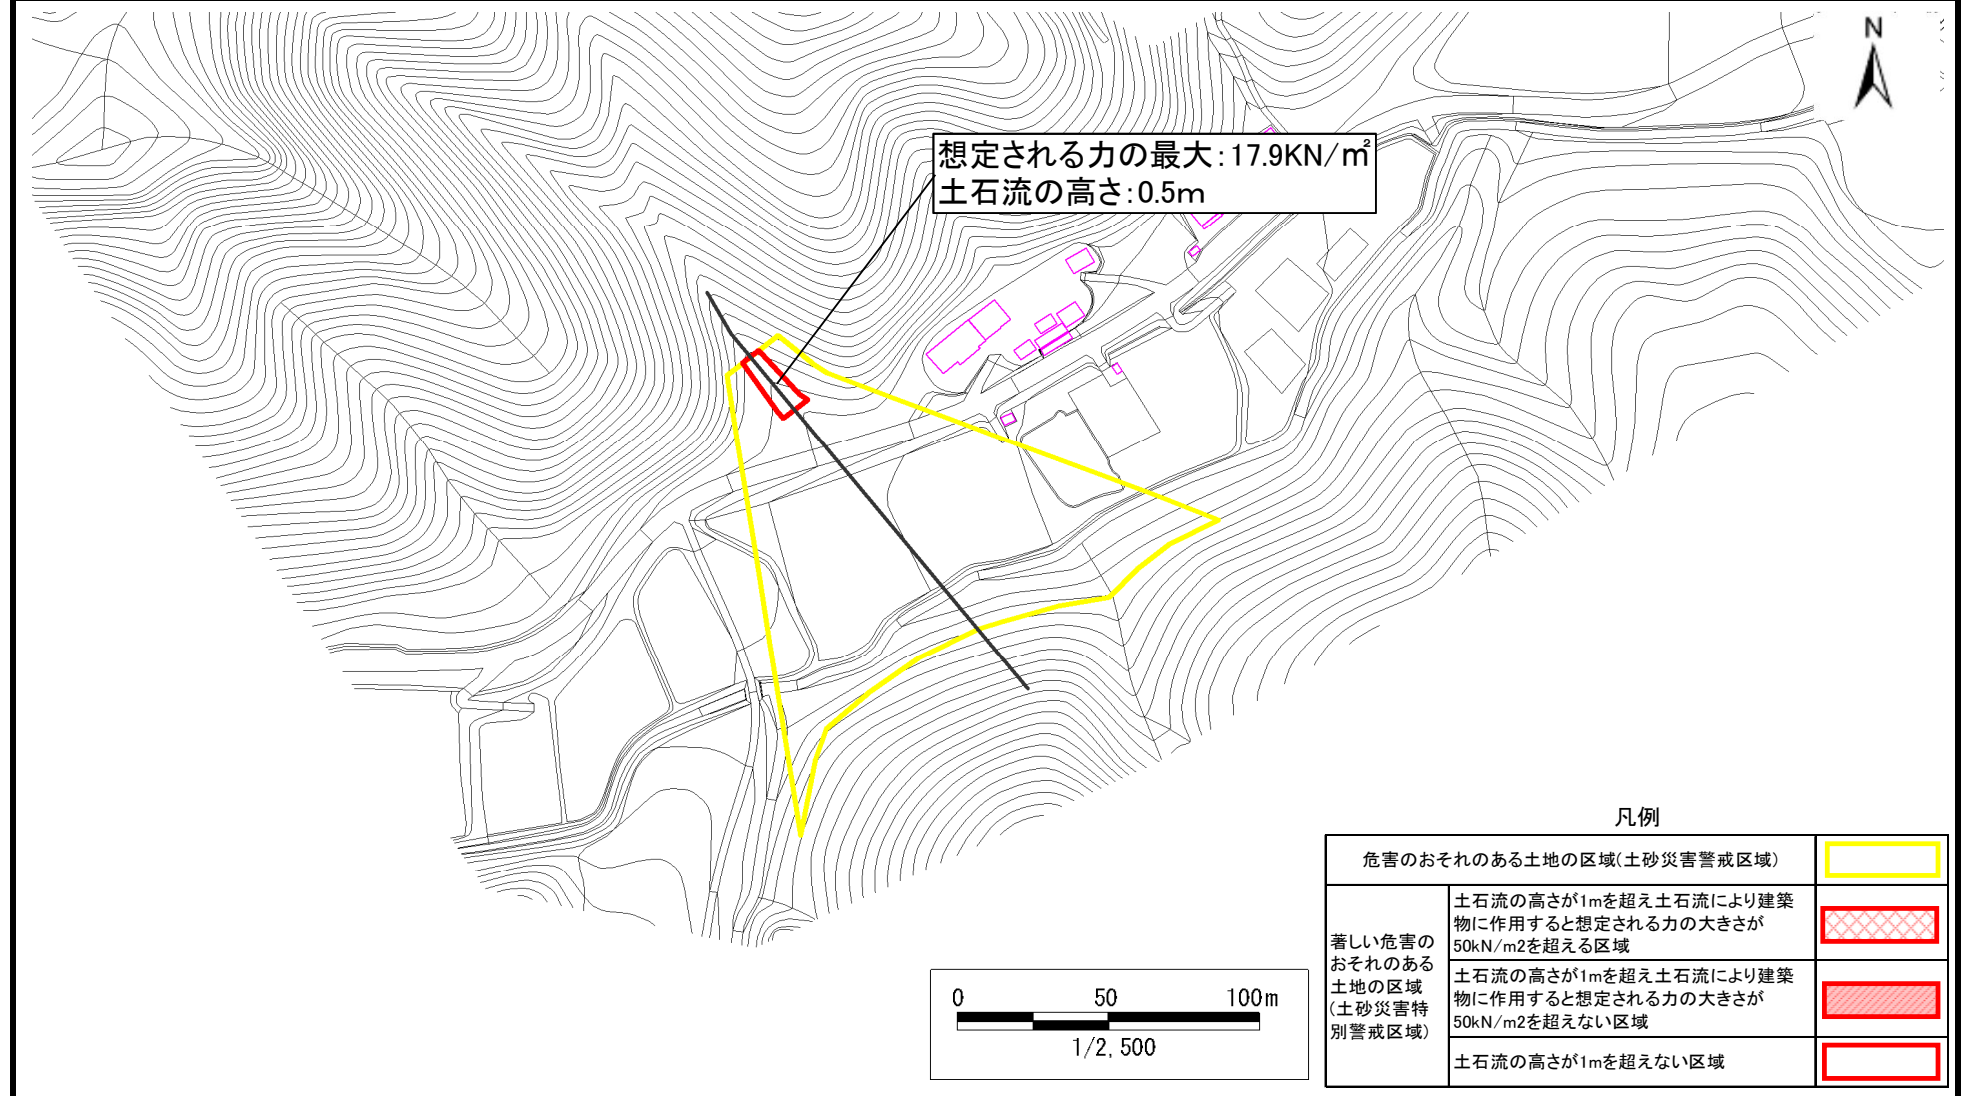 N
想定される力の最大:17.9KN/㎡
土石流の高さ:0.5m
凡例
危害のおそれのある土地の区域(土砂災害警戒区域)
著しい危害の
おそれのある
土地の区域
(土砂災害特
別警戒区域)
土石流の高さが1mを超え土石流により建築
物に作用すると想定される力の大きさが
50kN/m2を超える区域
土石流の高さが1mを超え土石流により建築
物に作用すると想定される力の大きさが
50kN/m2を超えない区域
土石流の高さが1mを超えない区域
0 50 100m
1/2,500